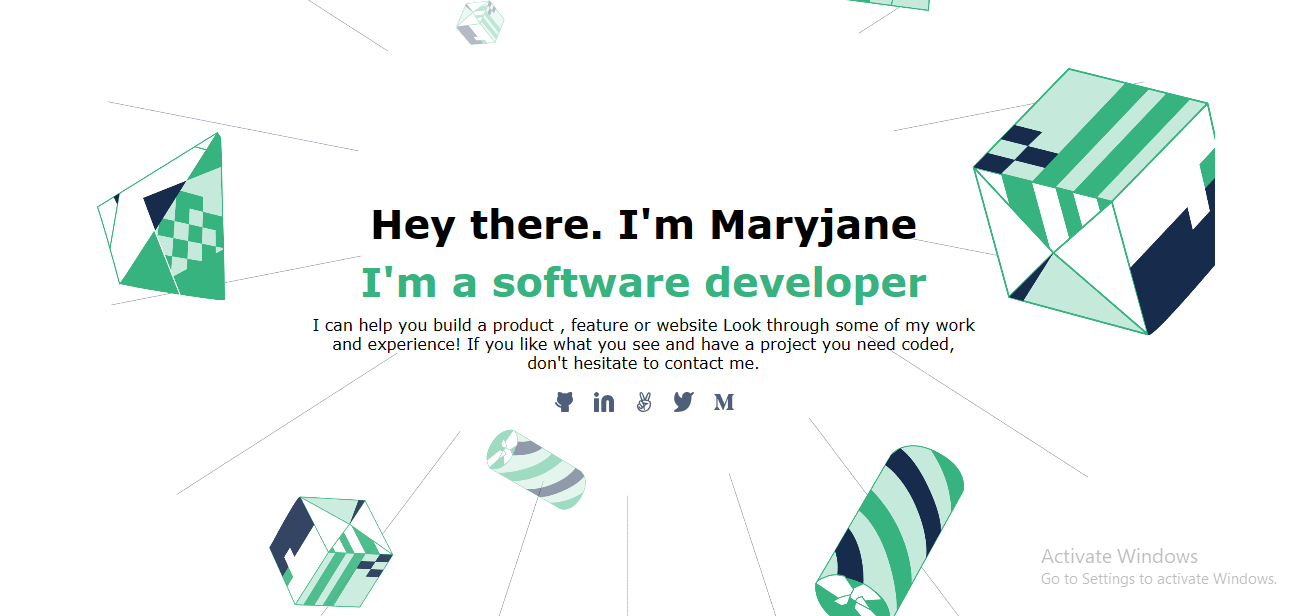 Hey there. I'm Maryjane
I'm a software developer
I can help you build a product , feature or website Look through some of my work
and experience! If you like what you see and have a project you need coded,
don't hesitate to contact me.
in M
Activate Windows
Go to Settings to activate Windows.